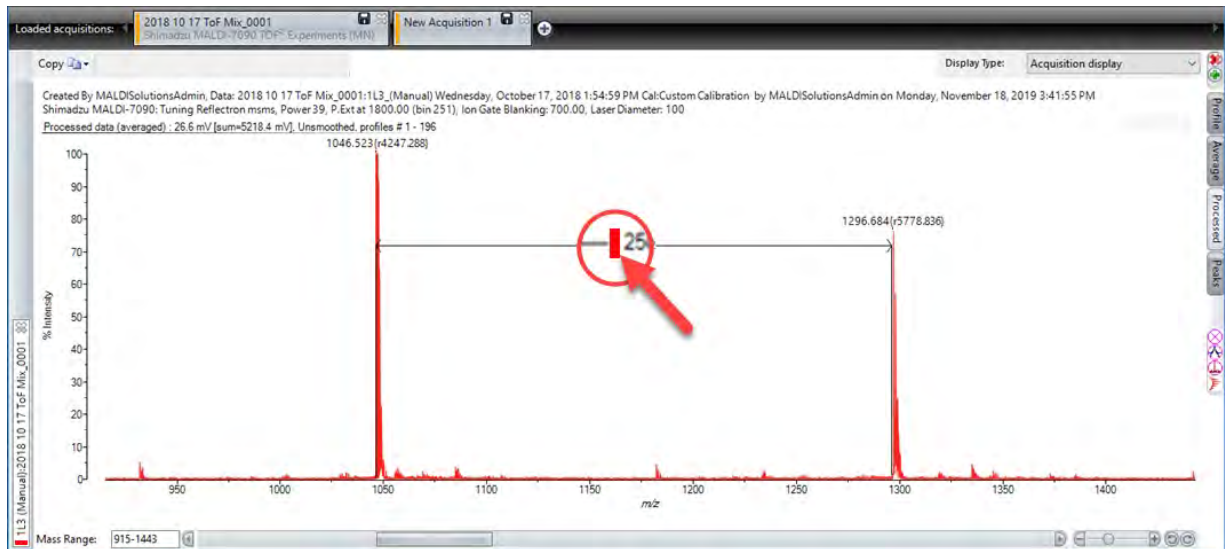 Loaded acquisitions:
2018 10 17 ToF Mix_0001
Shimadzu MALDI-7090 TOF² Experiments (MN)
New Acquisition 1
Copy
Display Type: Acquisition display
Created By MALDISolutionsAdmin, Data: 2018 10 17 ToF Mix_0001:1L3_(Manual) Wednesday, October 17, 2018 1:54:59 PM Cal:Custom Calibration by MALDISolutionsAdmin on Monday, November 18, 2019 3:41:55 PM
Shimadzu MALDI-7090: Tuning Reflectron msms, Power 39, P.Ext at 1800.00 (bin 251), Ion Gate Blanking: 700.00, Laser Diameter: 100
Processed data (averaged) : 26.6 mV [sum=5218.4 mV], Unsmoothed, profiles # 1 - 196
1046.523 (r4247.288)
1296.684 (r5778.836)
25
% Intensity
100
90
80
70
60
50
40
30
20
10
0
950 1000 1050 1100 1150 1200 1250 1300 1350 1400
m/z
Mass Range: 915-1443
1L3 (Manual):2018 10 17 ToF Mix_0001
Profile
Average
Processed
Peaks